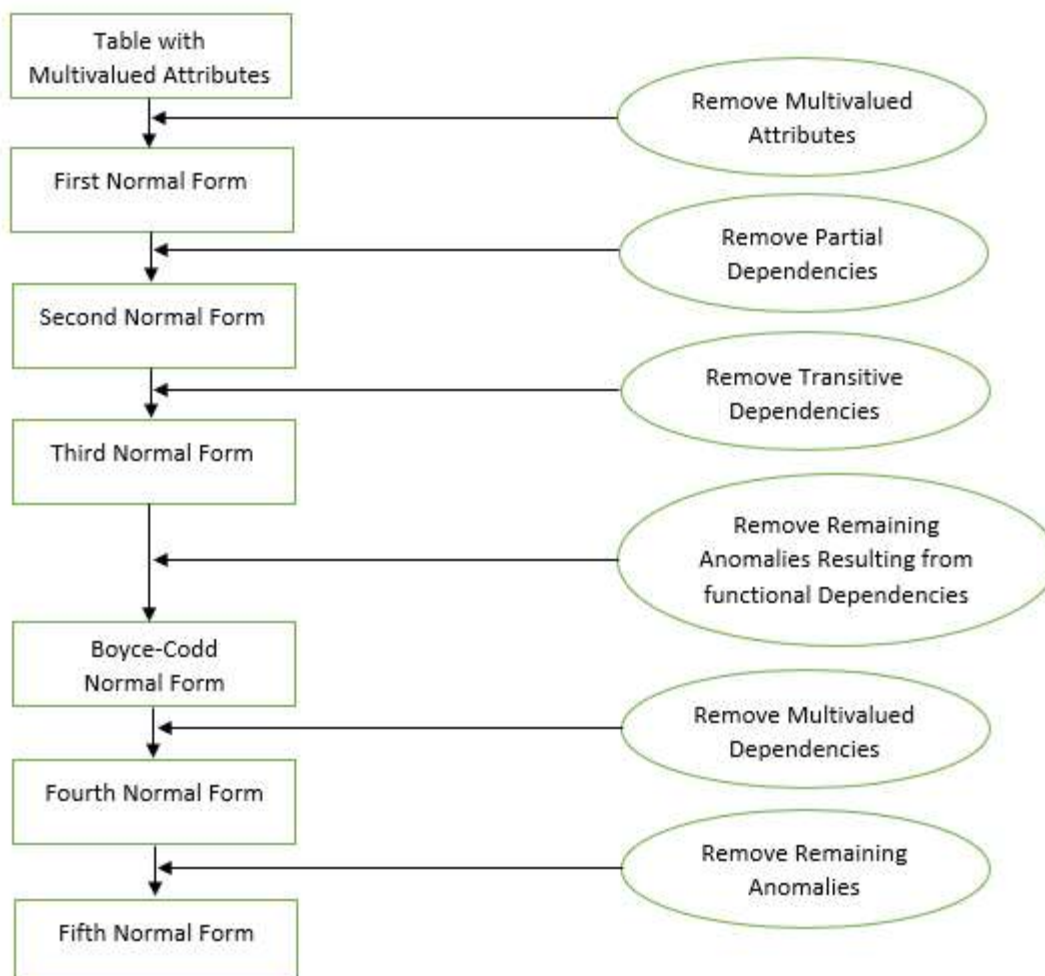 Table with
Multivalued Attributes
Remove Multivalued
Attributes
First Normal Form
Remove Partial
Dependencies
Second Normal Form
Remove Transitive
Dependencies
Third Normal Form
Remove Remaining
Anomalies Resulting from
functional Dependencies
Boyce-Codd
Normal Form
Remove Multivalued
Dependencies
Fourth Normal Form
Remove Remaining
Anomalies
Fifth Normal Form